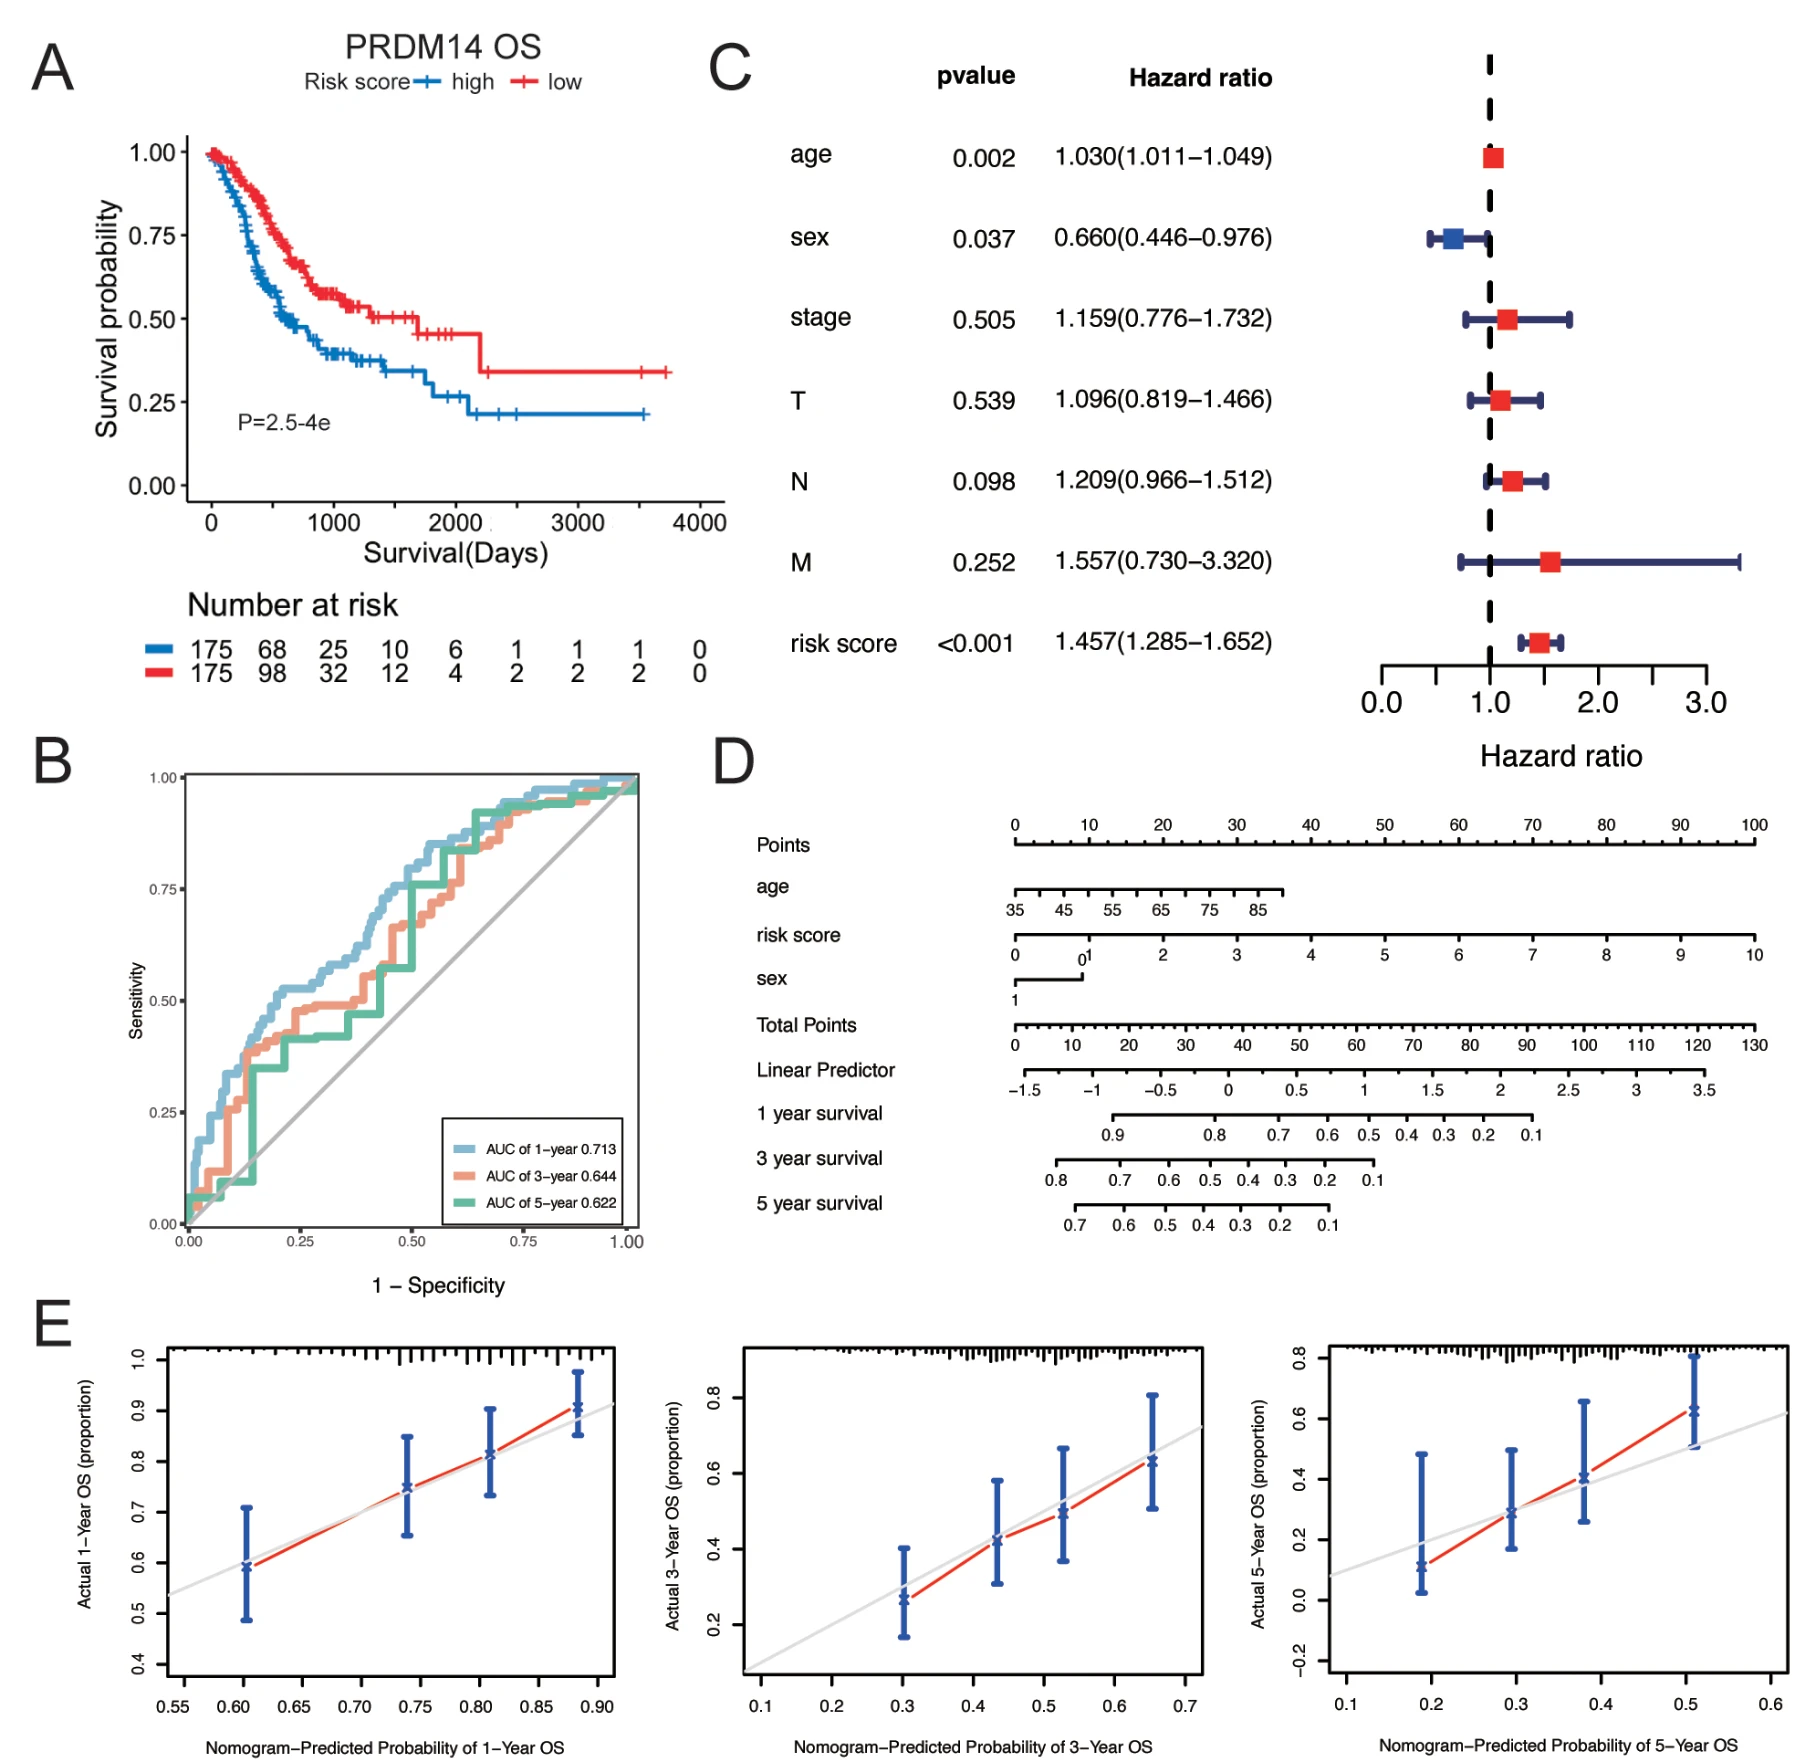 A
PRDM14 OS
Risk score high low
Survival probability
1.00
0.75
0.50
0.25
0.00
P=2.5-4e
0 1000 2000 3000 4000
Survival(Days)
Number at risk
175 68 25 10 6 1 1 1 0
175 98 32 12 4 2 2 2 0
C
pvalue Hazard ratio
age 0.002 1.030(1.011–1.049)
sex 0.037 0.660(0.446–0.976)
stage 0.505 1.159(0.776–1.732)
T 0.539 1.096(0.819–1.466)
N 0.098 1.209(0.966–1.512)
M 0.252 1.557(0.730–3.320)
risk score <0.001 1.457(1.285–1.652)
0.0 1.0 2.0 3.0
Hazard ratio
B
Sensitivity
1.00
0.75
0.50
0.25
0.00
AUC of 1–year 0.713
AUC of 3–year 0.644
AUC of 5–year 0.622
0.00 0.25 0.50 0.75 1.00
1 – Specificity
D
Points 0 10 20 30 40 50 60 70 80 90 100
age
35 45 55 65 75 85
risk score
0 1 2 3 4 5 6 7 8 9 10
sex 0
1
Total Points
0 10 20 30 40 50 60 70 80 90 100 110 120 130
Linear Predictor
–1.5 –1 –0.5 0 0.5 1 1.5 2 2.5 3 3.5
1 year survival
0.9 0.8 0.7 0.6 0.5 0.4 0.3 0.2 0.1
3 year survival
0.8 0.7 0.6 0.5 0.4 0.3 0.2 0.1
5 year survival
0.7 0.6 0.5 0.4 0.3 0.2 0.1
E
Actual 1–Year OS (proportion)
1.0
0.9
0.8
0.7
0.6
0.5
0.4
0.55 0.60 0.65 0.70 0.75 0.80 0.85 0.90
Nomogram–Predicted Probability of 1–Year OS
Actual 3–Year OS (proportion)
0.8
0.6
0.4
0.2
0.1 0.2 0.3 0.4 0.5 0.6 0.7
Nomogram–Predicted Probability of 3–Year OS
Actual 5–Year OS (proportion)
0.8
0.6
0.4
0.2
0.0
–0.2
0.1 0.2 0.3 0.4 0.5 0.6
Nomogram–Predicted Probability of 5–Year OS